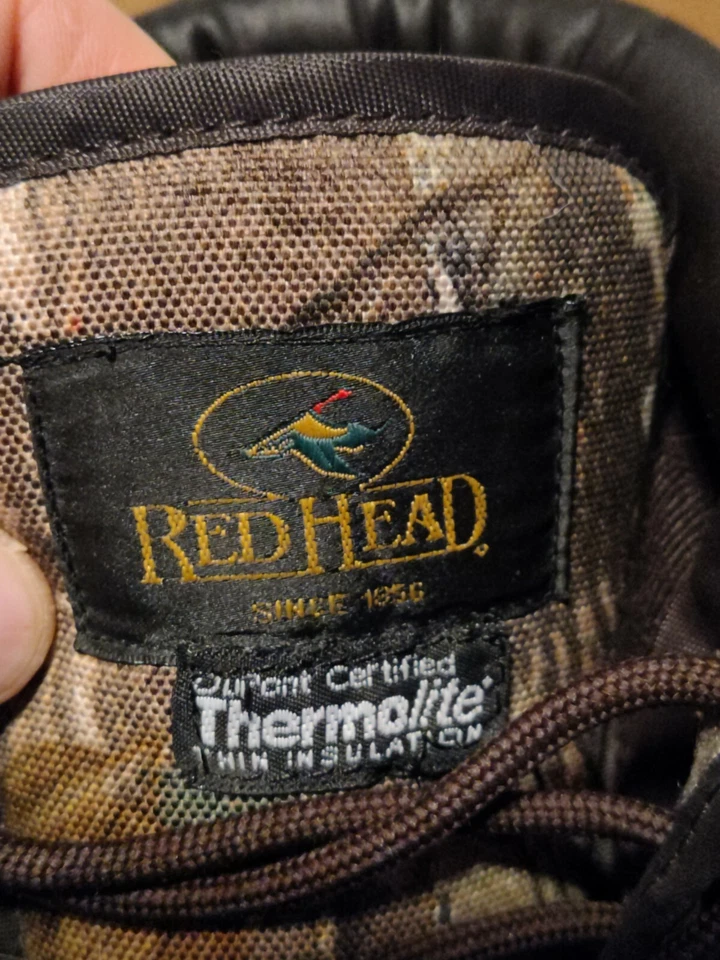 REDHEAD
SINCE 1856
DuPont Certified
Thermolite
THIN INSULATION